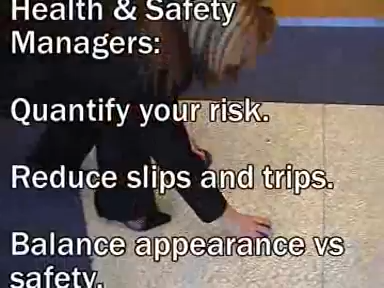 Health & Safety
Managers:
Quantify your risk.
Reduce slips and trips.
Balance appearance vs
safety.